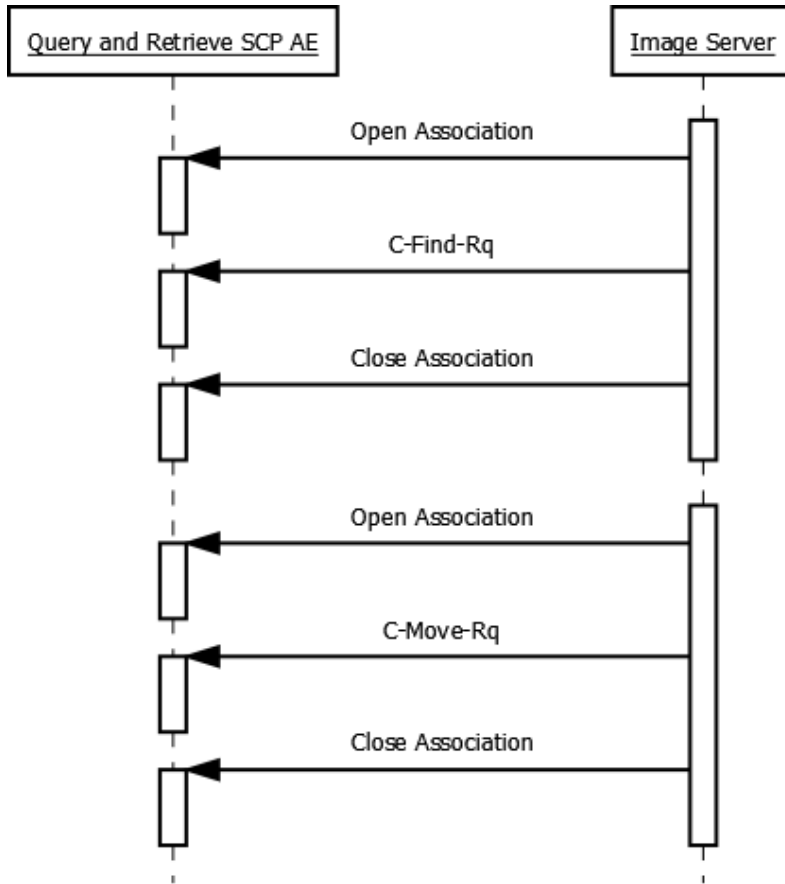 Query and Retrieve SCP AE
Image Server
Open Association
C-Find-Rq
Close Association
Open Association
C-Move-Rq
Close Association